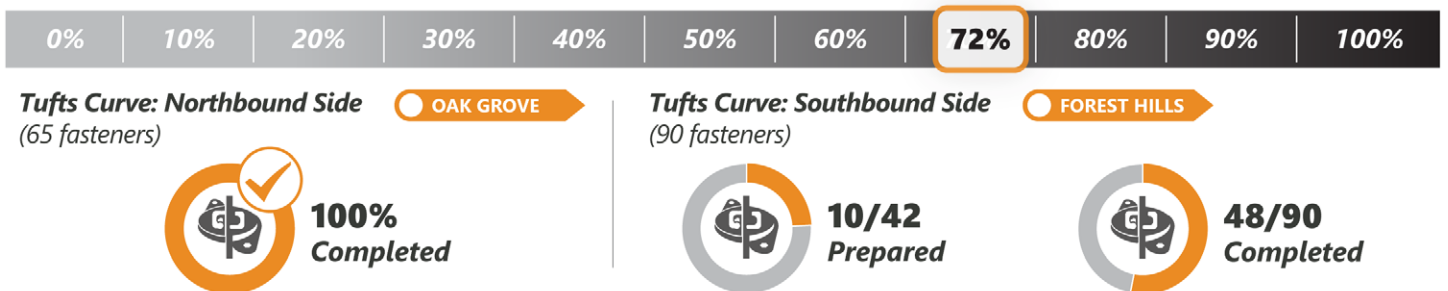 0% 10% 20% 30% 40% 50% 60% 72% 80% 90% 100%
Tufts Curve: Northbound Side OAK GROVE
(65 fasteners)
100%
Completed
Tufts Curve: Southbound Side FOREST HILLS
(90 fasteners)
10/42
Prepared
48/90
Completed